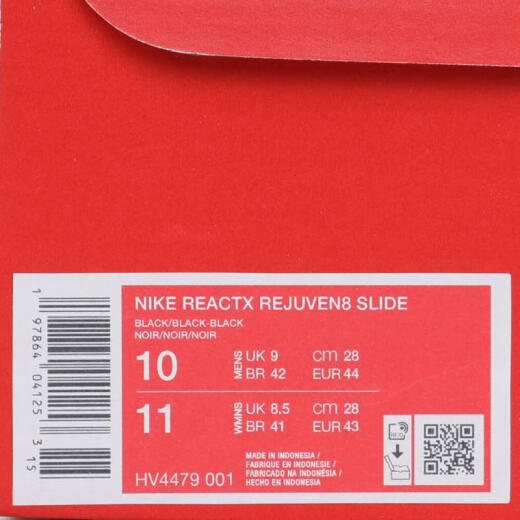 NIKE REACTX REJUVEN8 SLIDE
BLACK/BLACK-BLACK
NOIR/NOIR/NOIR
10 MENS UK 9 CM 28
BR 42 EUR 44
11 WMNS UK 8.5 CM 28
BR 41 EUR 43
MADE IN INDONESIA /
FABRIQUE EN INDONESIE /
FABRICADO NA INDONÉSIA /
HECHO EN INDONESIA
HV4479 001
1 97864 04125 3 15